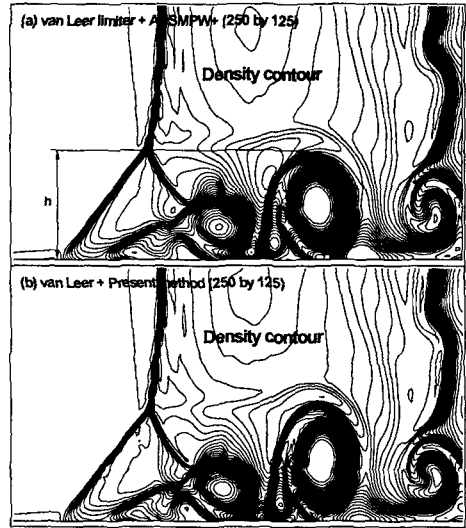 (a) van Leer limiter + AUSMPW+ (250 by 125)
Density contour
h
(b) van Leer + Present method (250 by 125)
Density contour